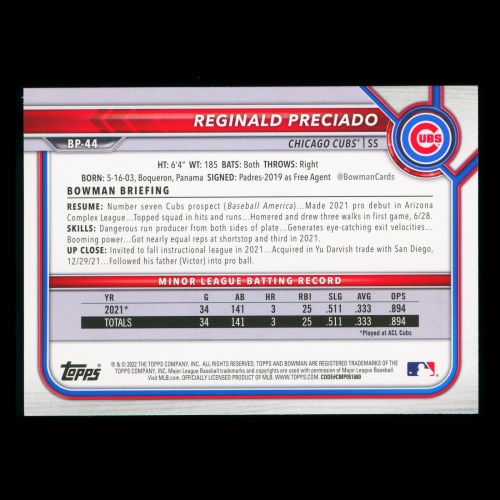 REGINALD PRECIADO
BP-44
CHICAGO CUBS® | SS
CUBS
HT: 6'4" WT: 185 BATS: Both THROWS: Right
BORN: 5-16-03, Boqueron, Panama SIGNED: Padres-2019 as Free Agent @BowmanCards
BOWMAN BRIEFING
RESUME: Number seven Cubs prospect (Baseball America)...Made 2021 pro debut in Arizona
Complex League...Topped squad in hits and runs...Homered and drew three walks in first game, 6/28.
SKILLS: Dangerous run producer from both sides of plate...Generates eye-catching exit velocities...
Booming power...Got nearly equal reps at shortstop and third in 2021.
UP CLOSE: Invited to fall instructional league in 2021...Acquired in Yu Darvish trade with San Diego,
12/29/21...Followed his father (Victor) into pro ball.
MINOR LEAGUE BATTING RECORD
YR G AB HR RBI SLG AVG OPS
2021* 34 141 3 25 .511 .333 .894
TOTALS 34 141 3 25 .511 .333 .894
*Played at ACL Cubs
TOPPS
® & © 2022 THE TOPPS COMPANY, INC. ALL RIGHTS RESERVED. TOPPS AND BOWMAN ARE REGISTERED TRADEMARKS OF THE
TOPPS COMPANY, INC. Major League Baseball trademarks and copyrights are used with permission of Major League Baseball.
Visit MLB.com. OFFICIALLY LICENSED PRODUCT OF MLB. WWW.TOPPS.COM. CODE#CMP051680